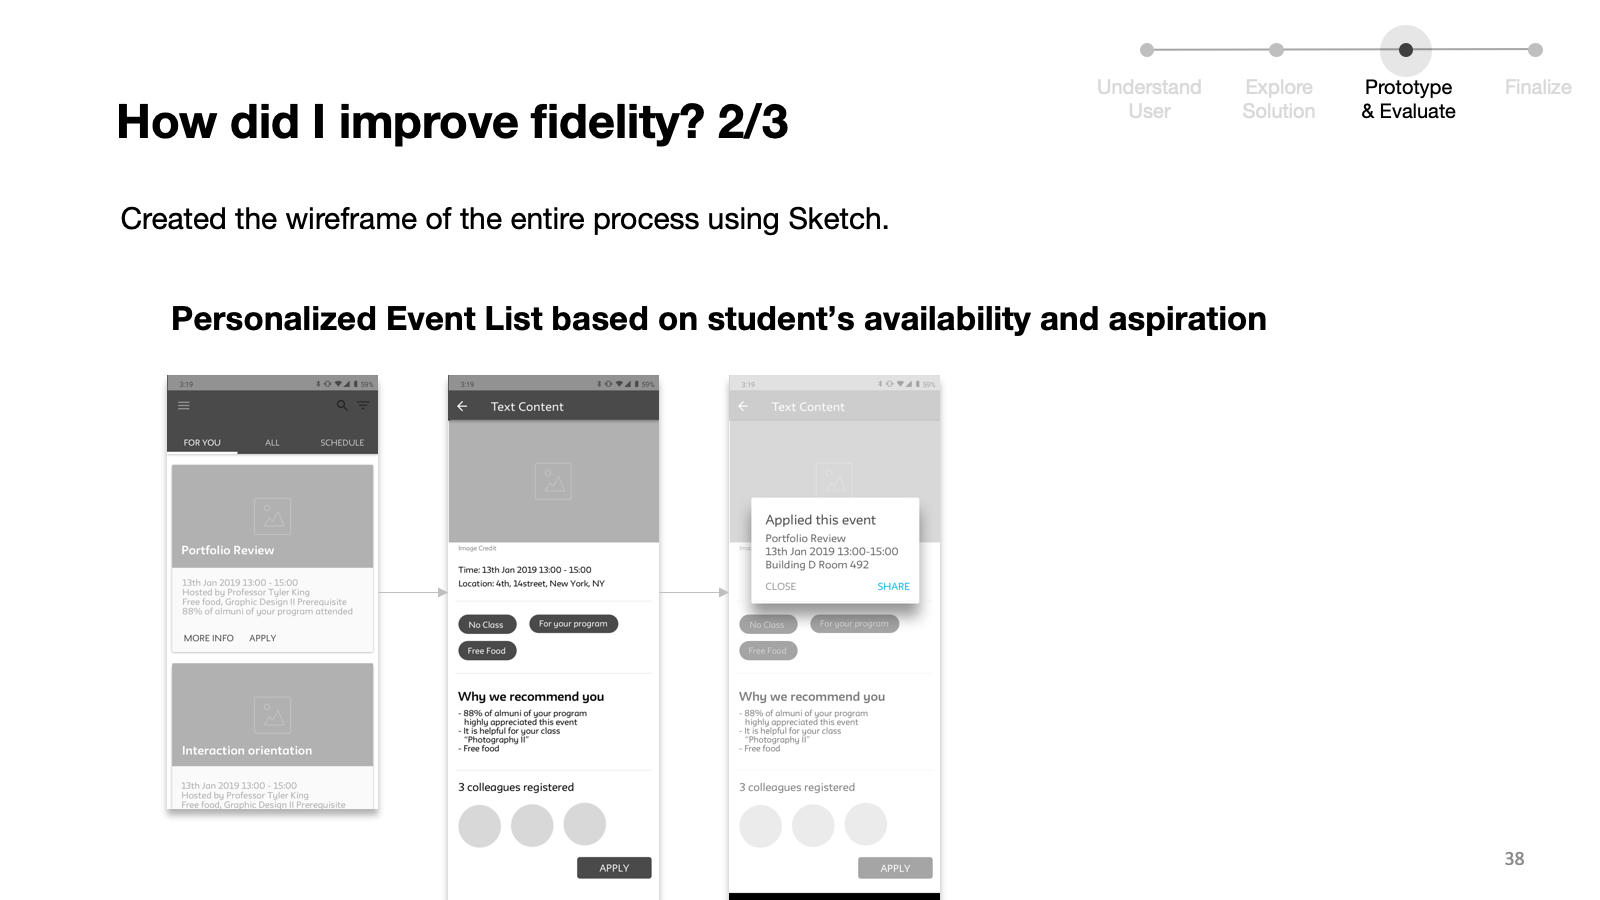 Understand
User
Explore
Solution
Prototype
& Evaluate
Finalize
How did I improve fidelity? 2/3
Created the wireframe of the entire process using Sketch.
Personalized Event List based on student’s availability and aspiration
3:19
59%
FOR YOU
ALL
SCHEDULE
Portfolio Review
13th Jan 2019 13:00 - 15:00
Hosted by Professor Tyler King
Free food, Graphic Design II Prerequisite
88% of almuni of your program attended
MORE INFO
APPLY
Interaction orientation
13th Jan 2019 13:00 - 15:00
Hosted by Professor Tyler King
Free food, Graphic Design II Prerequisite
3:19
59%
Text Content
Image Credit
Time: 13th Jan 2019 13:00 - 15:00
Location: 4th, 14street, New York, NY
No Class
For your program
Free Food
Why we recommend you
- 88% of almuni of your program
highly appreciated this event
- It is helpful for your class
“Photography II”
- Free food
3 colleagues registered
APPLY
3:19
59%
Text Content
Applied this event
Portfolio Review
13th Jan 2019 13:00-15:00
Building D Room 492
CLOSE
SHARE
No Class
For your program
Free Food
Why we recommend you
- 88% of almuni of your program
highly appreciated this event
- It is helpful for your class
“Photography II”
- Free food
3 colleagues registered
APPLY
38